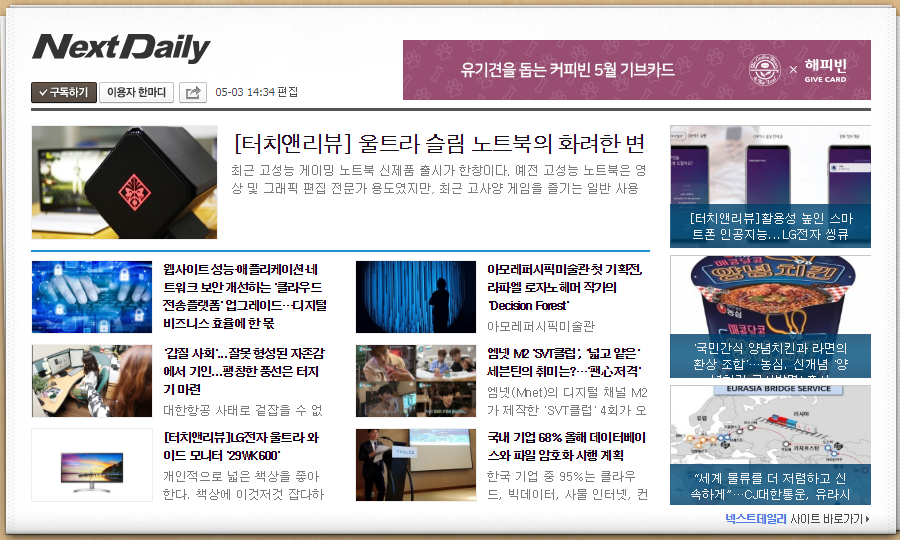 NextDaily
유기견을 돕는 커피빈 5월 기브카드
×
해피빈
GIVE CARD
구독하기
이용자 한마디
05-03 14:34 편집
[터치앤리뷰] 울트라 슬림 노트북의 화려한 변
최근 고성능 게이밍 노트북 신제품 출시가 한창이다. 예전 고성능 노트북은 영
상 및 그래픽 편집 전문가 용도였지만, 최근 고사양 게임을 즐기는 일반 사용
웹사이트 성능·애플리케이션·네
트워크 보안 개선하는 '클라우드
전송 플랫폼' 업그레이드…디지털
비즈니스 효율에 한 몫
아모레퍼시픽미술관 첫 기획전,
라파엘 로자노헤머 작가의
'Decision Forest'
아모레퍼시픽미술관
'갑질 사회'...잘못 형성된 자존감
에서 기인...팽창한 풍선은 터지
기 마련
대한항공 사태로 겉잡을 수 없
엠넷 M2 'SVT클럽', '넓고 얕은'
세븐틴의 취미는?…'팬心 저격'
엠넷(Mnet)의 디지털 채널 M2
가 제작한 'SVT클럽' 4회가 오
[터치앤리뷰]LG전자 울트라 와
이드 모니터 '29WK600'
개인적으로 넓은 책상을 좋아
한다. 책상에 이것저것 잡다하
국내 기업 68% 올해 데이터베이
스와 파일 암호화 시행 계획
한국 기업 중 95%는 클라우
드, 빅데이터, 사물 인터넷, 컨
[터치앤리뷰]활용성 높인 스마
트폰 인공지능...LG전자 씽큐
양념치킨
매콤달콤
농심
'국민간식 양념치킨과 라면의
환상 조합'…농심, 신개념 '양
EURASIA BRIDGE SERVICE
유럽
러시아
카자흐스탄
"세계 물류를 더 저렴하고 신
속하게"…CJ대한통운, 유라시
넥스트데일리 사이트 바로가기